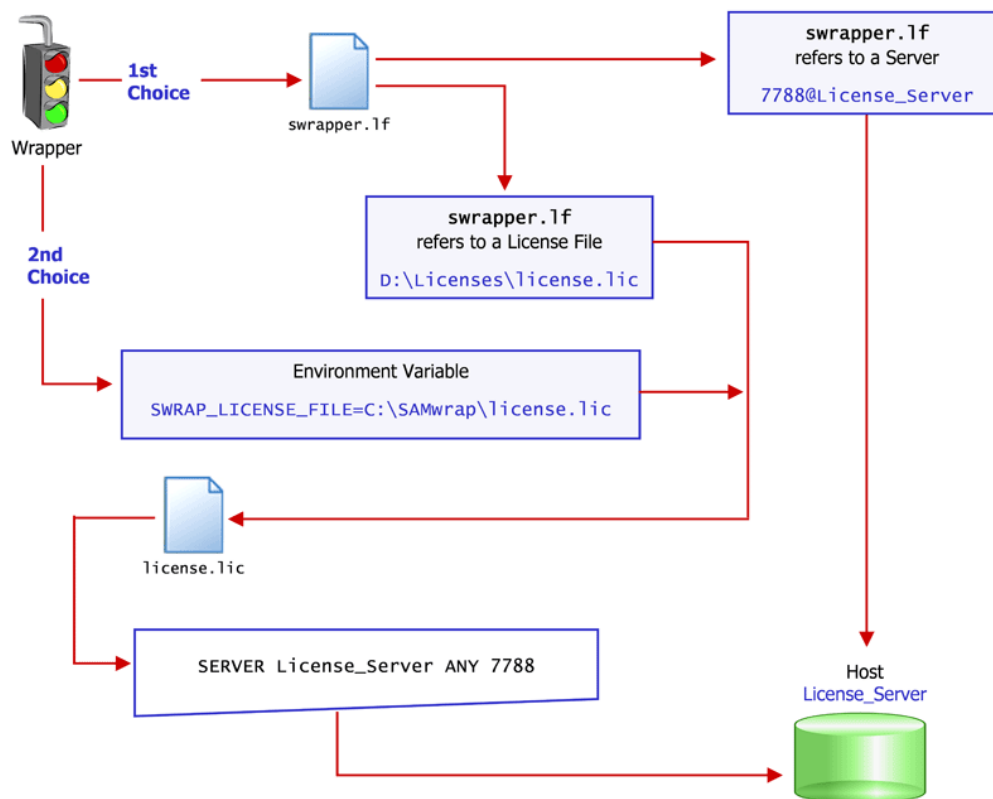 Wrapper
1st
Choice
swrapper.lf
swrapper.lf
refers to a Server
7788@License_Server
swrapper.lf
refers to a License File
D:\Licenses\license.lic
2nd
Choice
Environment Variable
SWRAP_LICENSE_FILE=C:\SAMwrap\license.lic
license.lic
SERVER License_Server ANY 7788
Host
License_Server